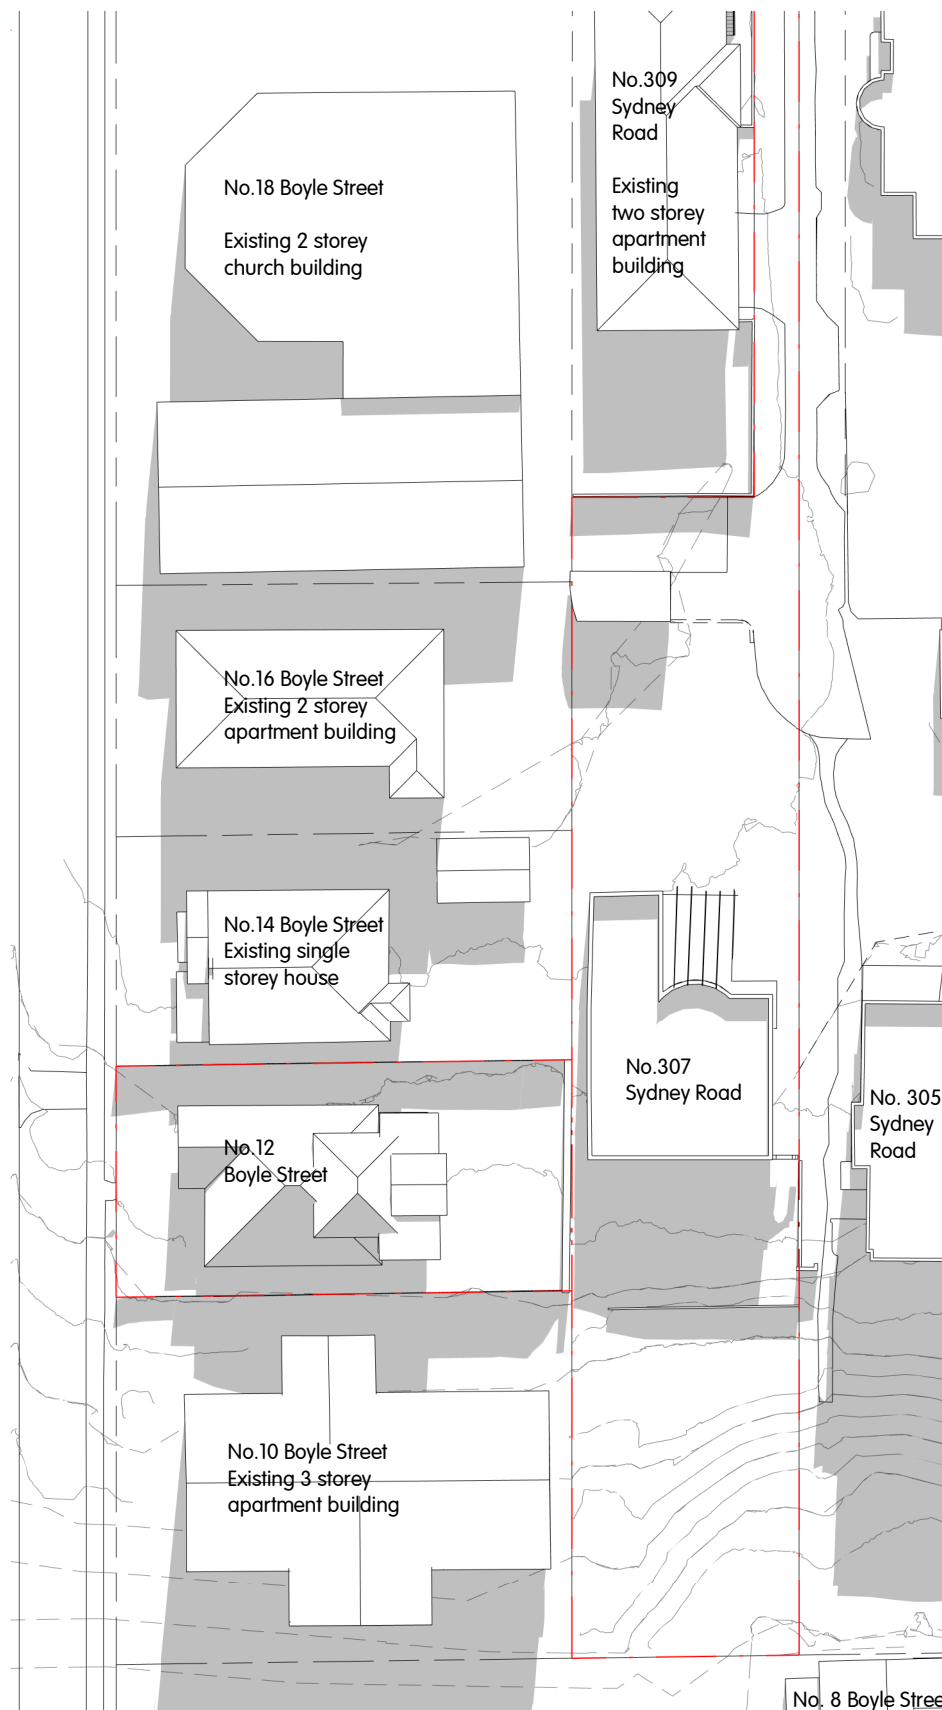 No.309
Sydney
Road
Existing
two storey
apartment
building
No.18 Boyle Street
Existing 2 storey
church building
No.16 Boyle Street
Existing 2 storey
apartment building
No.14 Boyle Street
Existing single
storey house
No.307
Sydney Road
No. 305
Sydney
Road
No.12
Boyle Street
No.10 Boyle Street
Existing 3 storey
apartment building
No. 8 Boyle Stree